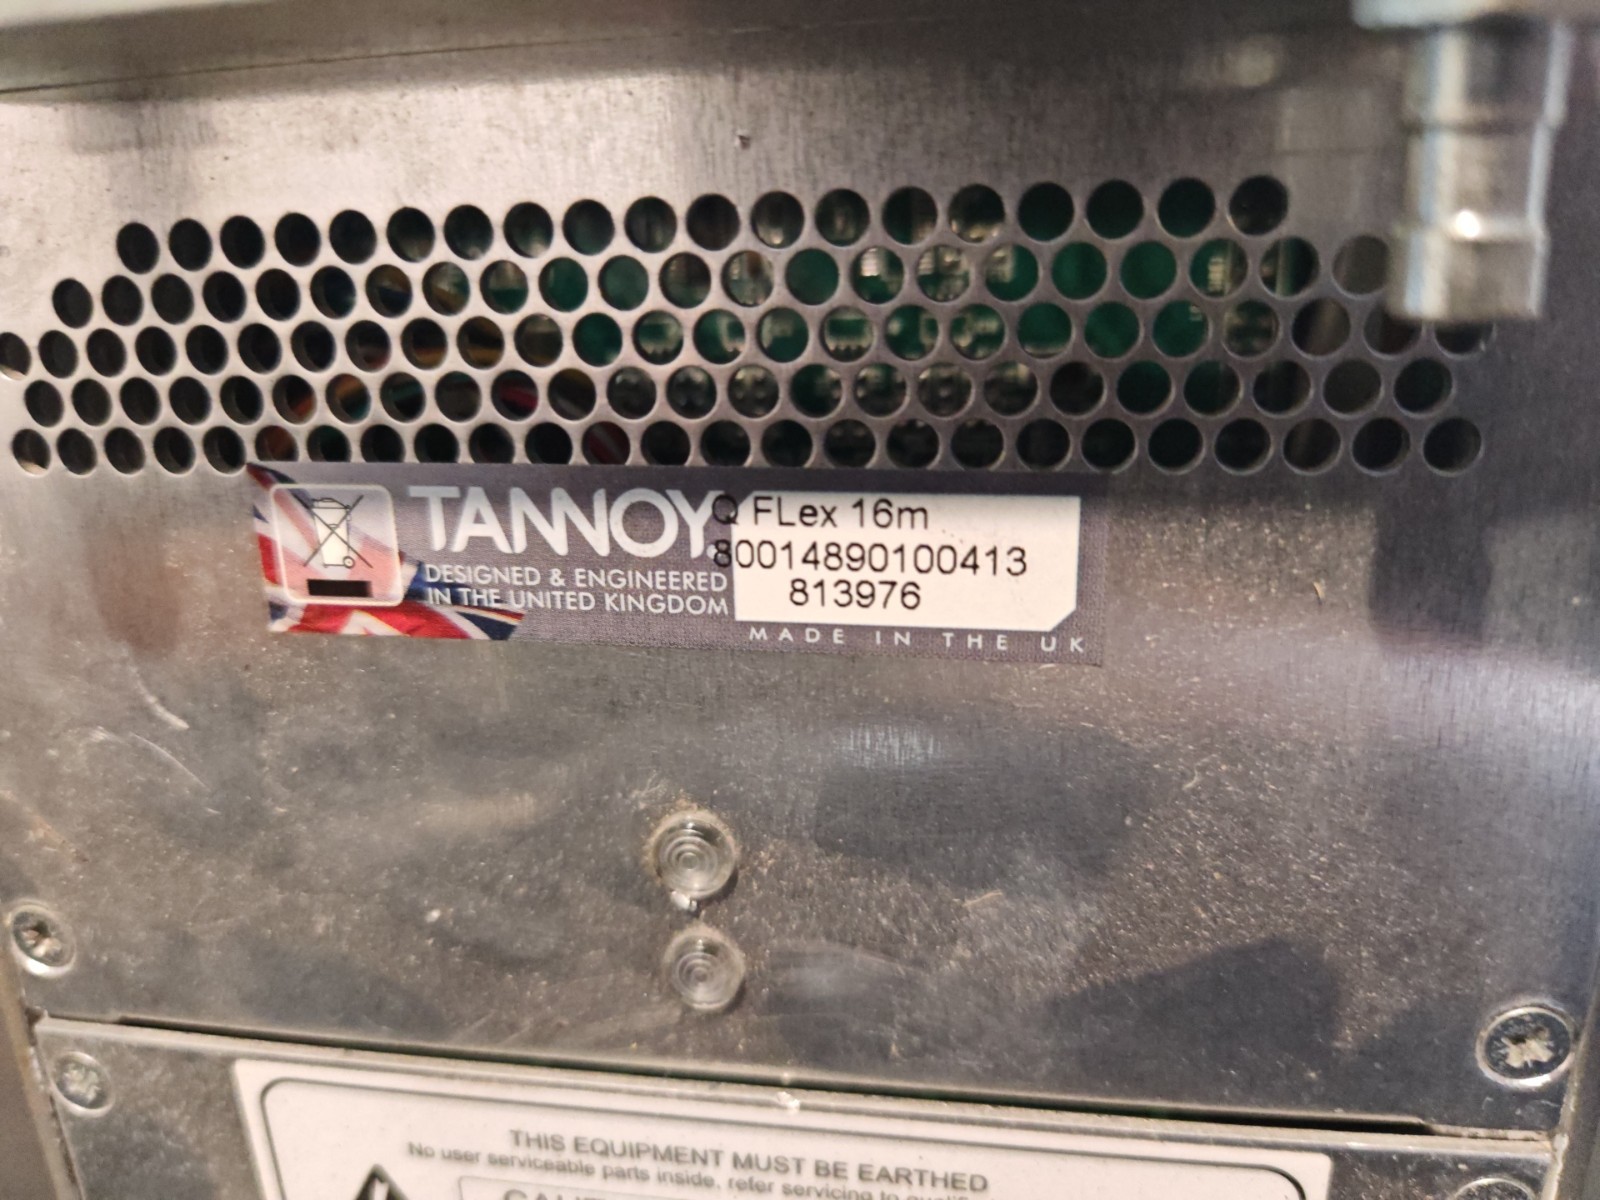 TANNOY.
DESIGNED & ENGINEERED
IN THE UNITED KINGDOM
Q FLex 16m
80014890100413
813976
MADE IN THE UK
THIS EQUIPMENT MUST BE EARTHED
No user serviceable parts inside, refer servicing to